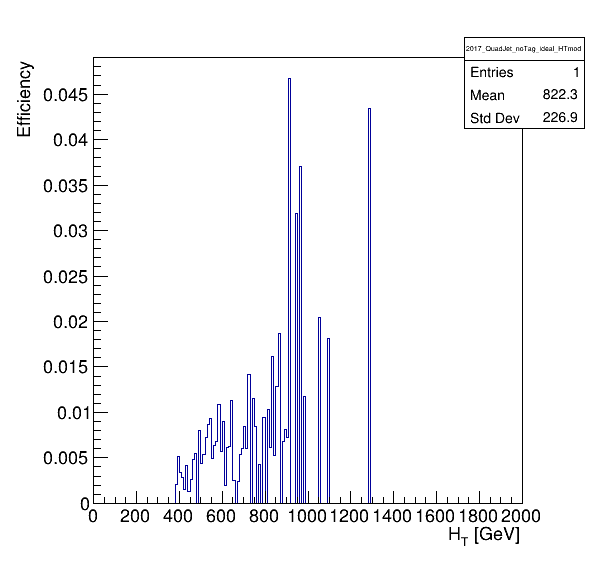 2017_QuadJet_noTag_ideal_HTmod
Entries 1
Mean 822.3
Std Dev 226.9
Efficiency
0.045
0.04
0.035
0.03
0.025
0.02
0.015
0.01
0.005
0
0 200 400 600 800 1000 1200 1400 1600 1800 2000
H_T [GeV]